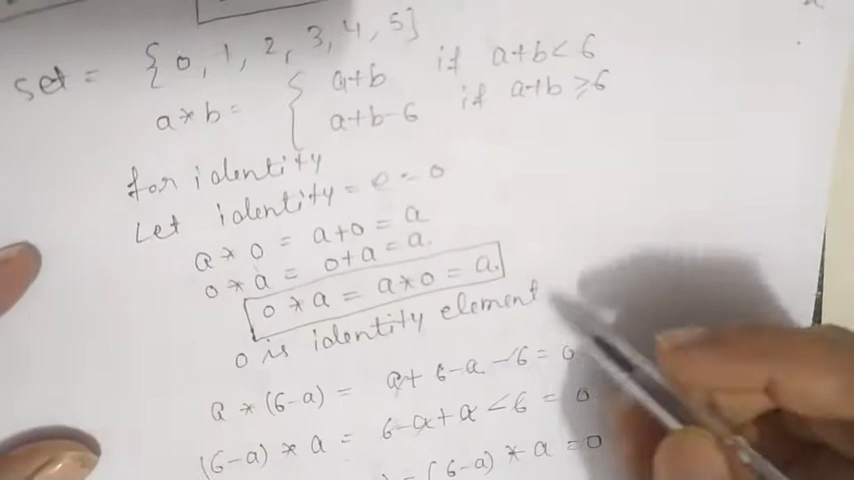 Set = {0, 1, 2, 3, 4, 5}
a * b = { a+b if a+b < 6
a+b-6 if a+b ≥ 6
for identity
Let identity = e = 0
a * 0 = a+0 = a
0 * a = 0+a = a.
0 * a = a * 0 = a.
0 is identity element
a * (6-a) = a + 6-a-6 = 0
(6-a) * a = 6-a+a < 6 = 0
= (6-a) * a = 0